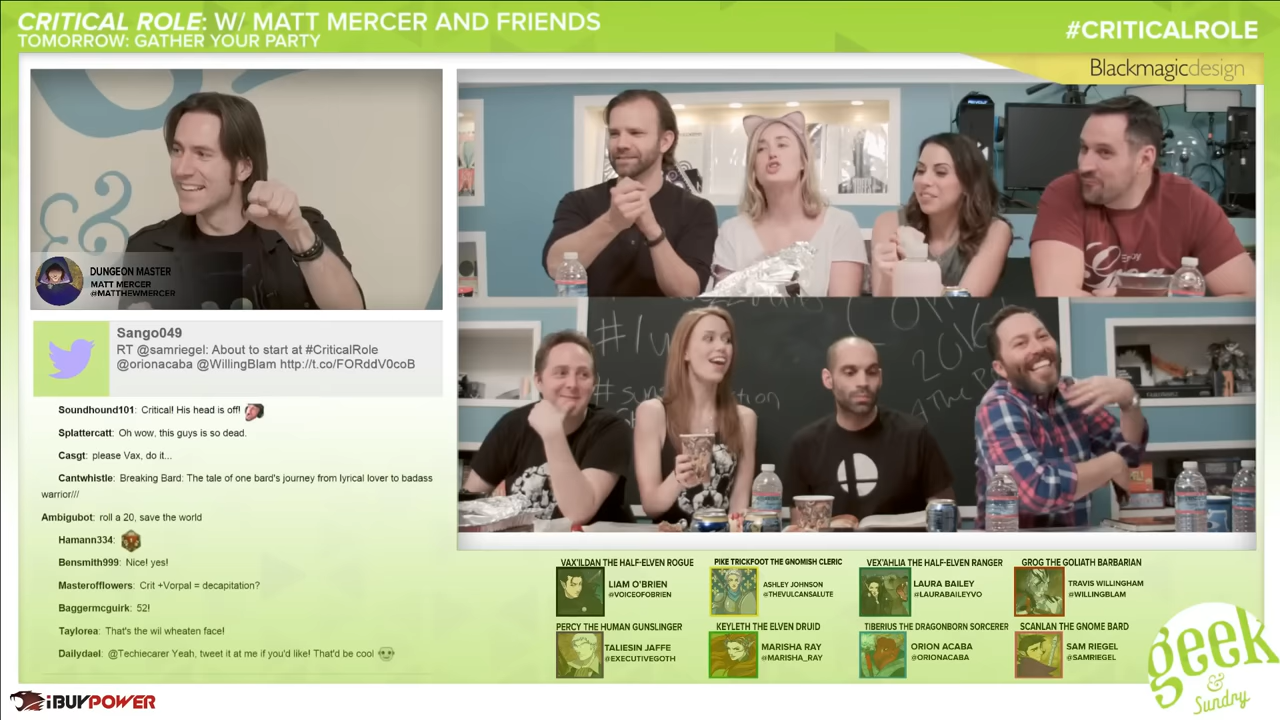 CRITICAL ROLE: W/ MATT MERCER AND FRIENDS
TOMORROW: GATHER YOUR PARTY
#CRITICALROLE
Blackmagicdesign
DUNGEON MASTER
MATT MERCER
@MATTHEWMERCER
Sango049
RT @samriegel: About to start at #CriticalRole
@orionacaba @WillingBlam http://t.co/FORddV0coB
Soundhound101: Critical! His head is off!
Splattercatt: Oh wow, this guy is so dead.
Casgt: please Vax, do it...
Cantwhistle: Breaking Bard: The tale of one bard's journey from lyrical lover to badass
warrior///
Ambigubot: roll a 20, save the world
Hamann334:
Bensmith999: Nice! yes!
Masterofflowers: Crit +Vorpal = decapitation?
Baggermcguirk: 52!
Taylorea: That's the wil wheaten face!
Dailydael: @Techiecarer Yeah, tweet it at me if you'd like! That'd be cool
2016
VAX'ILDAN THE HALF-ELVEN ROGUE
LIAM O'BRIEN
@VOICEOFOBRIEN
PIKE TRICKFOOT THE GNOMISH CLERIC
ASHLEY JOHNSON
@THEVULCANSALUTE
VEX'AHLIA THE HALF-ELVEN RANGER
LAURA BAILEY
@LAURABAILEYVO
GROG THE GOLIATH BARBARIAN
TRAVIS WILLINGHAM
@WILLINGBLAM
PERCY THE HUMAN GUNSLINGER
TALIESIN JAFFE
@EXECUTIVEGOTH
KEYLETH THE ELVEN DRUID
MARISHA RAY
@MARISHA_RAY
TIBERIUS THE DRAGONBORN SORCERER
ORION ACABA
@ORIONACABA
SCANLAN THE GNOME BARD
SAM RIEGEL
@SAMRIEGEL
geek
&
Sundry
iBUYPOWER